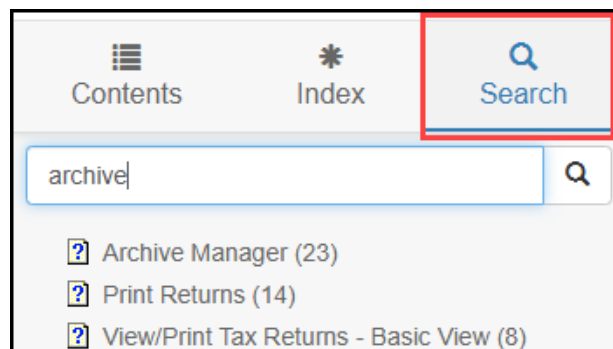 Contents Index Search
archive
Archive Manager (23)
Print Returns (14)
View/Print Tax Returns - Basic View (8)